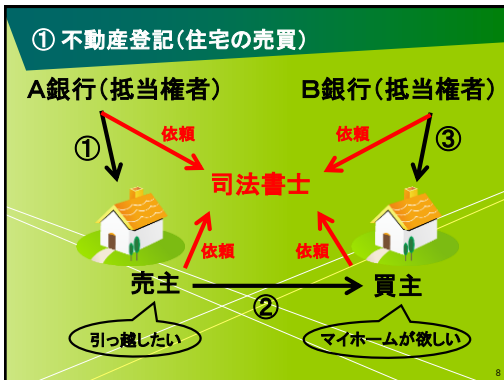 ① 不動産登記(住宅の売買)
A銀行(抵当権者)
B銀行(抵当権者)
①
依頼
依頼
③
司法書士
依頼
依頼
売主
②
買主
引っ越したい
マイホームが欲しい
8